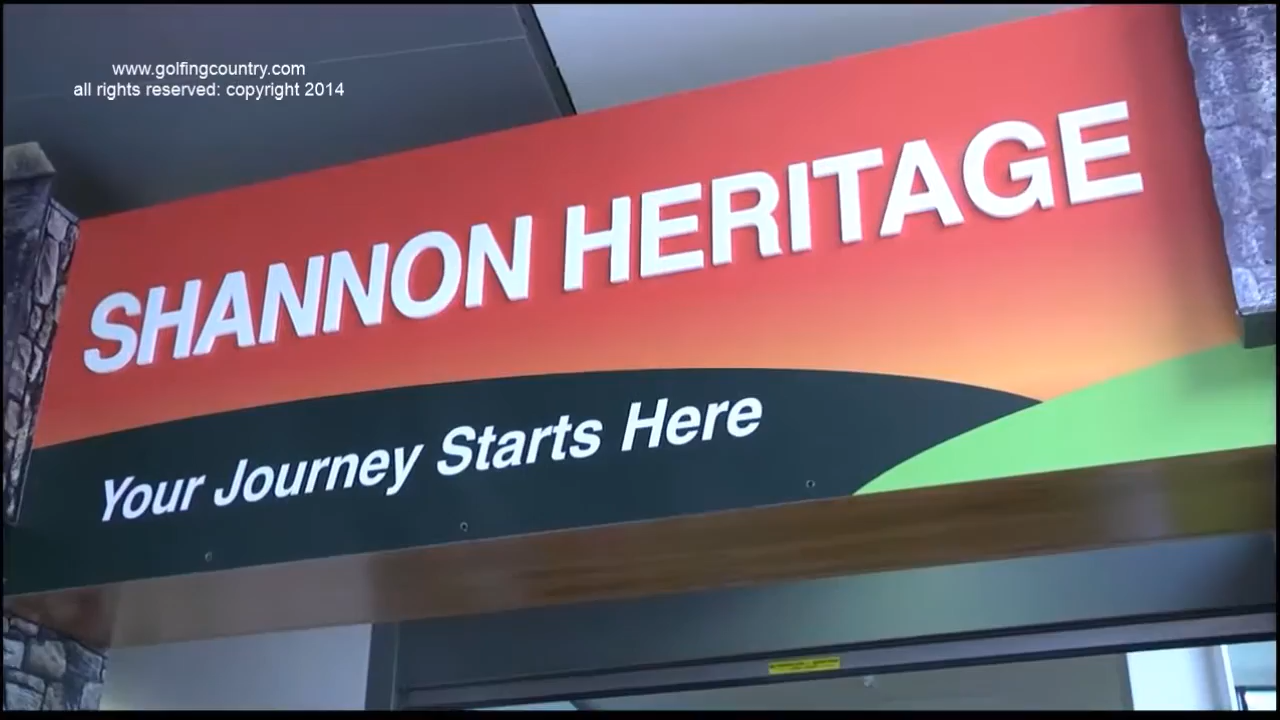 www.golfingcountry.com
all rights reserved: copyright 2014
SHANNON HERITAGE
Your Journey Starts Here